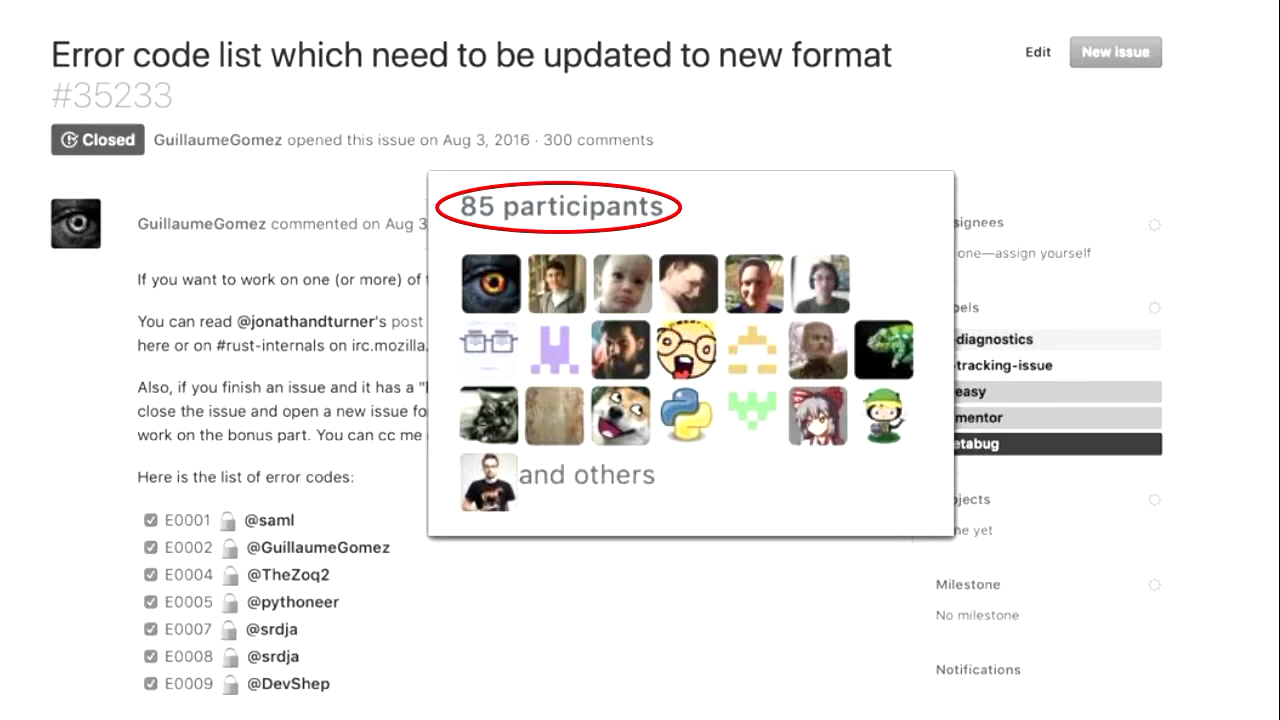 Error code list which need to be updated to new format
#35233
Edit
New issue
Closed
GuillaumeGomez opened this issue on Aug 3, 2016 · 300 comments
85 participants
and others
GuillaumeGomez commented on Aug 3
If you want to work on one (or more) of
You can read @jonathandturner's post
here or on #rust-internals on irc.mozilla.
Also, if you finish an issue and it has a
close the issue and open a new issue fo
work on the bonus part. You can cc me
Here is the list of error codes:
E0001 @saml
E0002 @GuillaumeGomez
E0004 @TheZoq2
E0005 @pythoneer
E0007 @srdja
E0008 @srdja
E0009 @DevShep
signees
one—assign yourself
bels
diagnostics
tracking-issue
easy
mentor
etabug
ojects
ne yet
Milestone
No milestone
Notifications